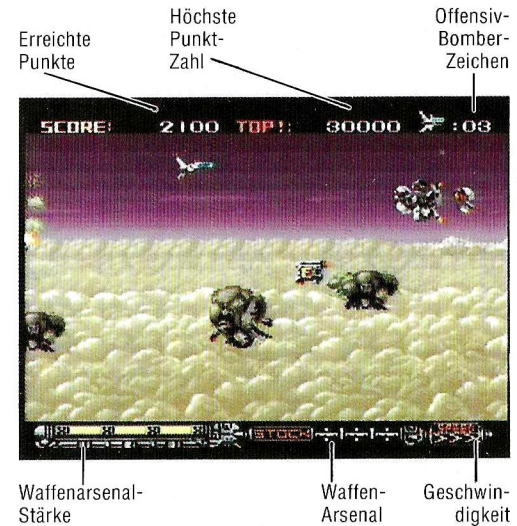 Erreichte
Punkte
Höchste
Punkt-
Zahl
Offensiv-
Bomber-
Zeichen
SCORE: 2100 TOP!: 30000 :03
STOCK SPEED
Waffenarsenal-
Stärke
Waffen-
Arsenal
Geschwin-
digkeit